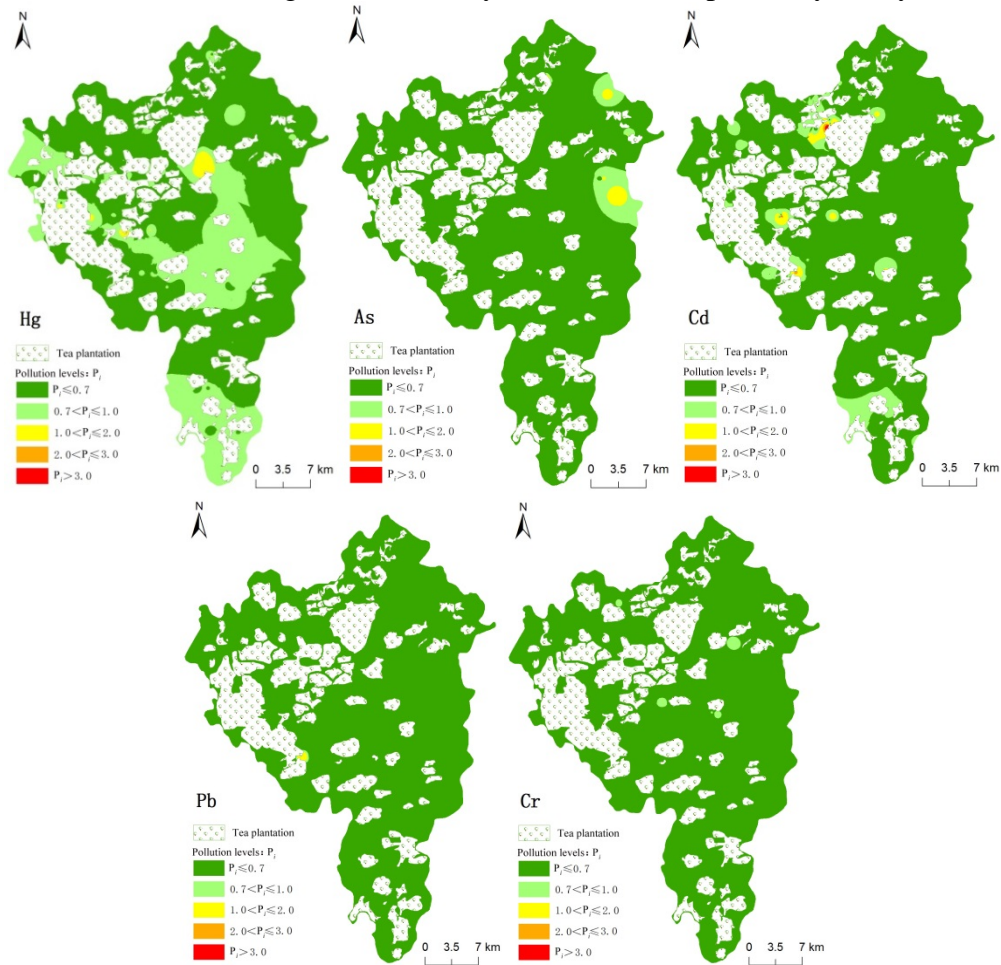 N
Hg
Tea plantation
Pollution levels: Pi
Pi≤0.7
0.7<Pi≤1.0
1.0<Pi≤2.0
2.0<Pi≤3.0
Pi>3.0
0 3.5 7 km
N
As
Tea plantation
Pollution levels: Pi
Pi≤0.7
0.7<Pi≤1.0
1.0<Pi≤2.0
2.0<Pi≤3.0
Pi>3.0
0 3.5 7 km
N
Cd
Tea plantation
Pollution levels: Pi
Pi≤0.7
0.7<Pi≤1.0
1.0<Pi≤2.0
2.0<Pi≤3.0
Pi>3.0
0 3.5 7 km
N
Pb
Tea plantation
Pollution levels: Pi
Pi≤0.7
0.7<Pi≤1.0
1.0<Pi≤2.0
2.0<Pi≤3.0
Pi>3.0
0 3.5 7 km
N
Cr
Tea plantation
Pollution levels: Pi
Pi≤0.7
0.7<Pi≤1.0
1.0<Pi≤2.0
2.0<Pi≤3.0
Pi>3.0
0 3.5 7 km